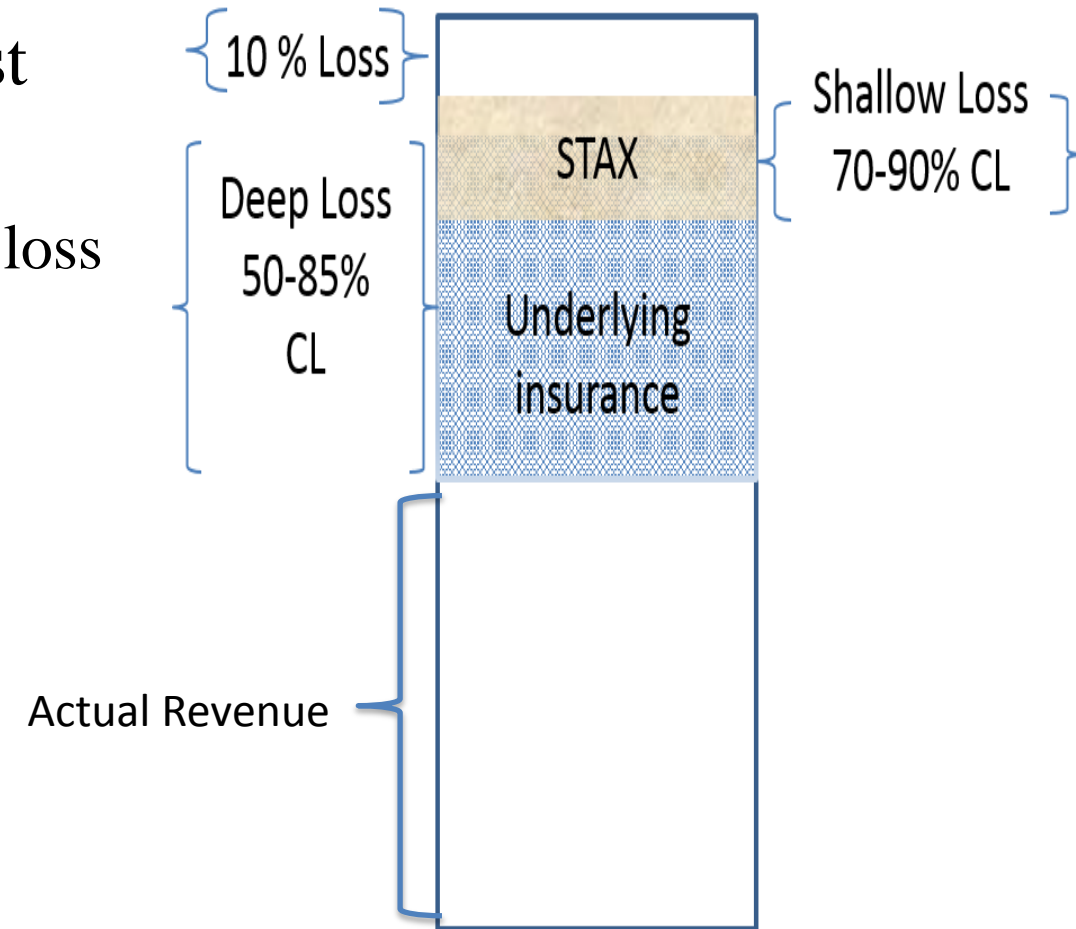 st
10 % Loss
Shallow Loss
70-90% CL
STAX
Deep Loss
50-85%
CL
loss
Underlying
insurance
Actual Revenue